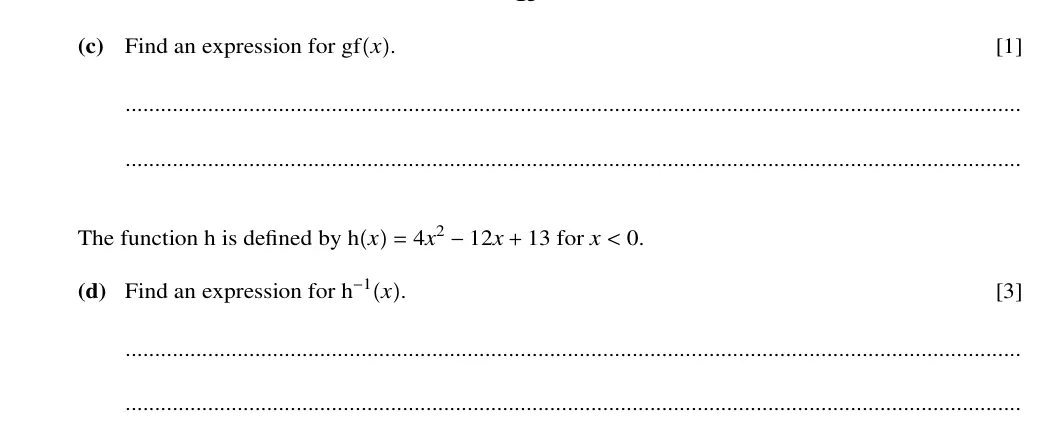 (c) Find an expression for gf(x). [1]
The function h is defined by h(x) = 4x² − 12x + 13 for x < 0.
(d) Find an expression for h⁻¹(x). [3]